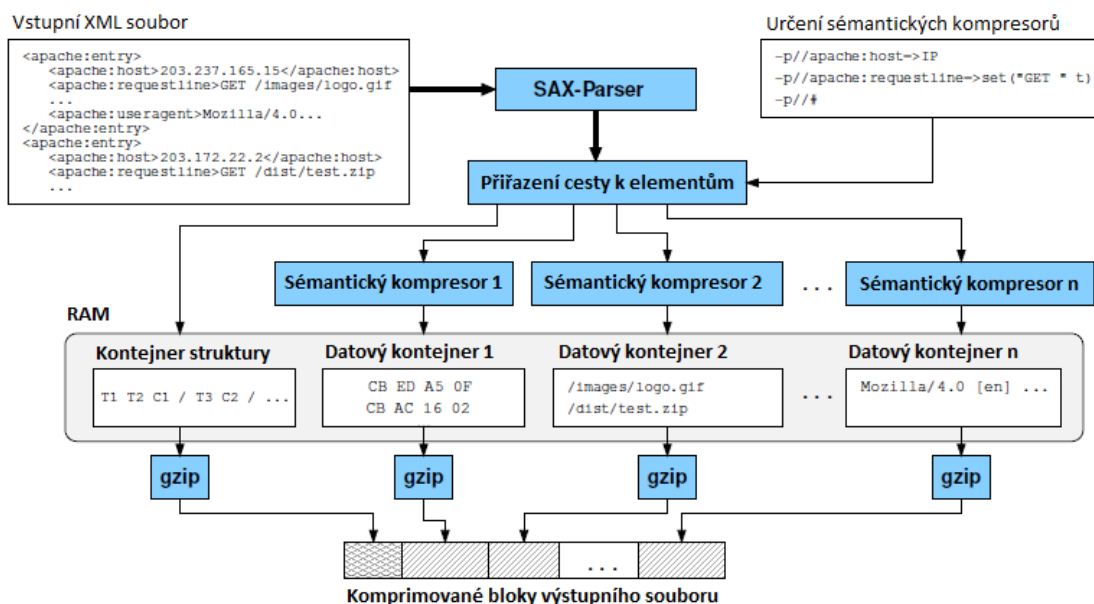 Vstupní XML soubor
<apache:entry>
<apache:host>203.237.165.15</apache:host>
<apache:requestline>GET /images/logo.gif
...
<apache:useragent>Mozilla/4.0...
</apache:entry>
<apache:entry>
<apache:host>203.172.22.2</apache:host>
<apache:requestline>GET /dist/test.zip
...
Určení sémantických kompresorů
-p//apache:host=>IP
-p//apache:requestline=>set("GET " t)
-p//#
SAX-Parser
Přiřazení cesty k elementům
Sémantický kompresor 1
Sémantický kompresor 2
...
Sémantický kompresor n
RAM
Kontejner struktury
T1 T2 C1 / T3 C2 / ...
Datový kontejner 1
CB ED A5 0F
CB AC 16 02
Datový kontejner 2
/images/logo.gif
/dist/test.zip
...
Datový kontejner n
Mozilla/4.0 [en] ...
gzip
gzip
gzip
gzip
...
Komprimované bloky výstupního souboru